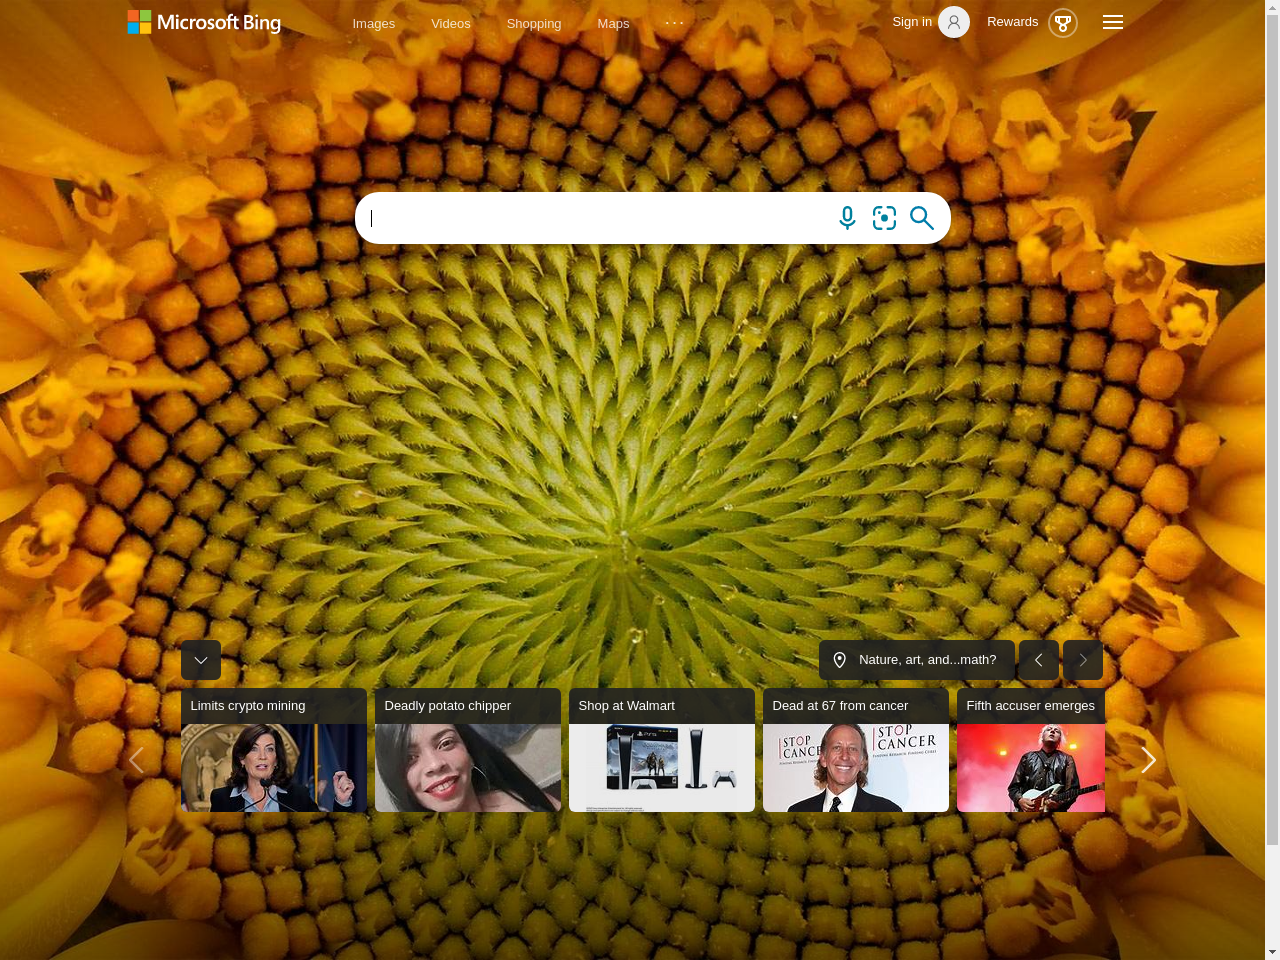 Microsoft Bing
Images
Videos
Shopping
Maps
Sign in
Rewards
Nature, art, and...math?
Limits crypto mining
Deadly potato chipper
Shop at Walmart
Dead at 67 from cancer
Fifth accuser emerges
STOP
CANCER
STOP
CANCER